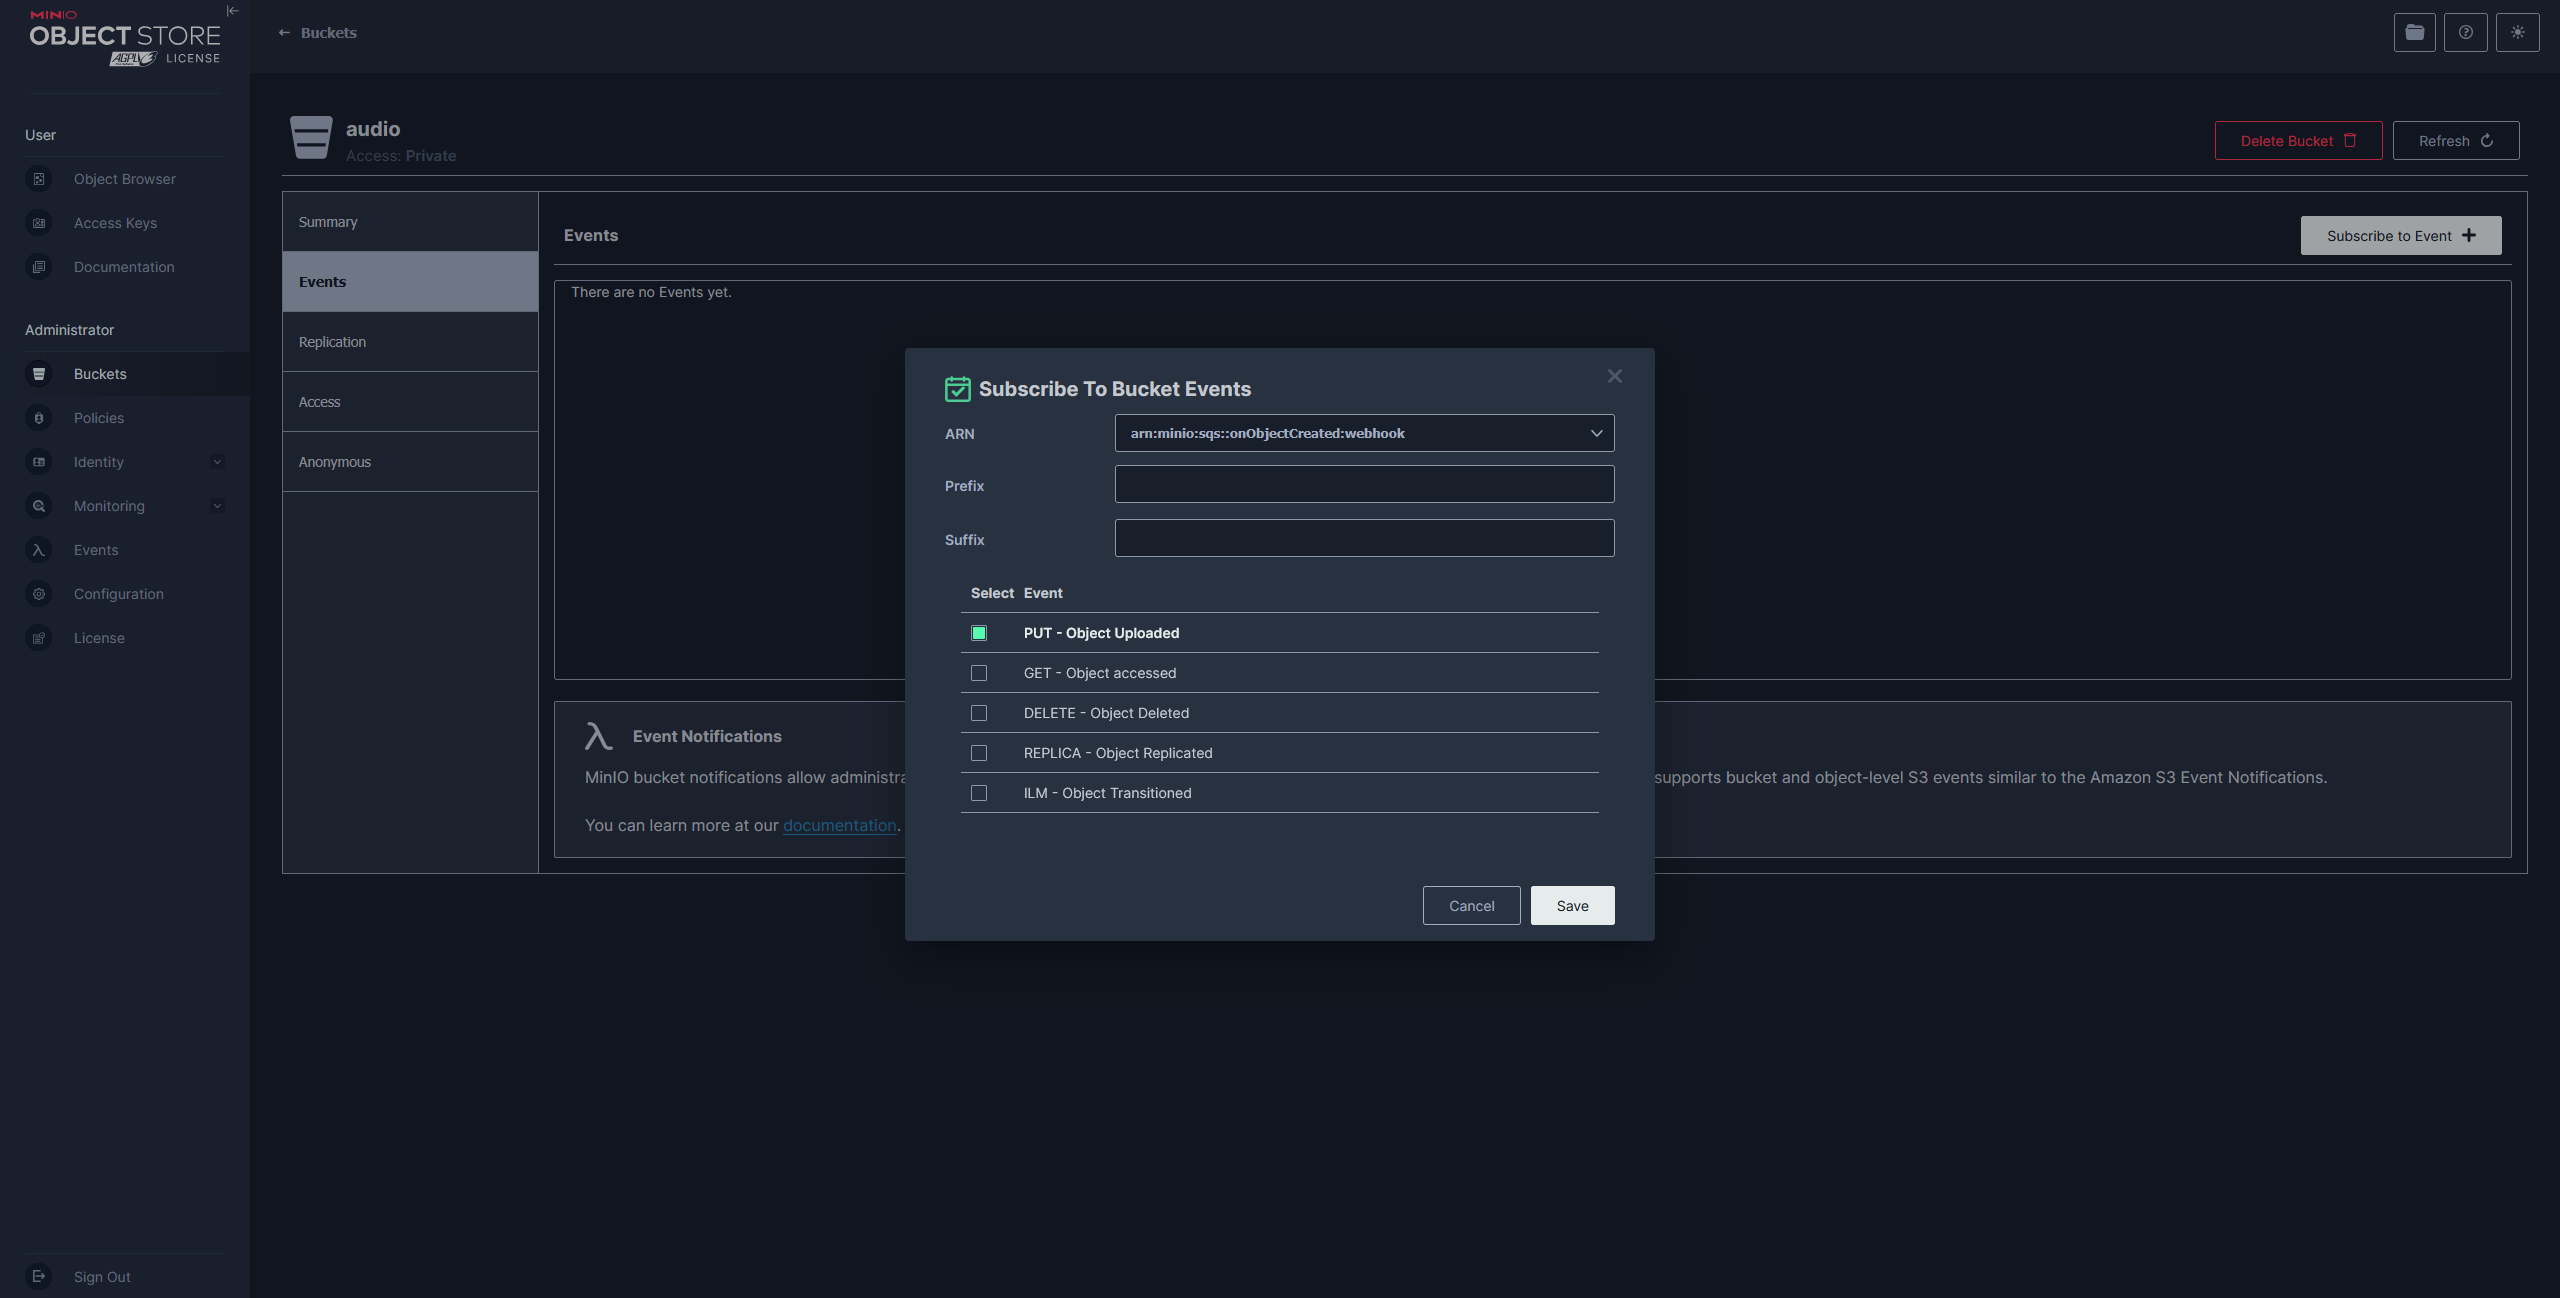 MINIO
OBJECT STORE
AGPLv3 LICENSE
User
Object Browser
Access Keys
Documentation
Administrator
Buckets
Policies
Identity
Monitoring
Events
Configuration
License
Sign Out
← Buckets
audio
Access: Private
Delete Bucket
Refresh
Summary
Events
Replication
Access
Anonymous
Events
Subscribe to Event
There are no Events yet.
Subscribe To Bucket Events
ARN
arn:minio:sqs::onObjectCreated:webhook
Prefix
Suffix
Select Event
PUT - Object Uploaded
GET - Object accessed
DELETE - Object Deleted
REPLICA - Object Replicated
ILM - Object Transitioned
Cancel
Save
Event Notifications
MinIO bucket notifications allow administra supports bucket and object-level S3 events similar to the Amazon S3 Event Notifications.
You can learn more at our documentation.